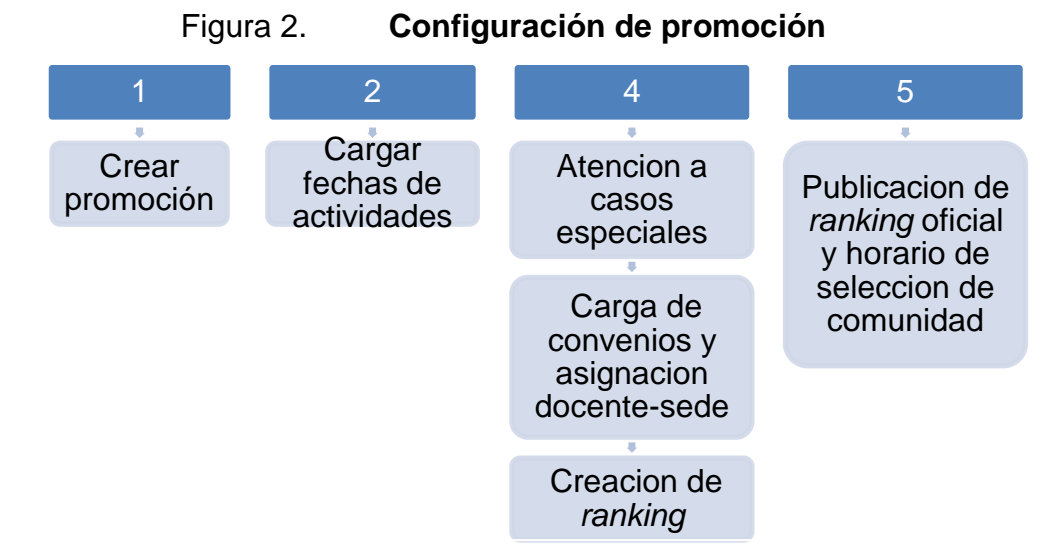 Figura 2. Configuración de promoción
1
Crear
promoción
2
Cargar
fechas de
actividades
4
Atencion a
casos
especiales
Carga de
convenios y
asignacion
docente-sede
Creacion de
ranking
5
Publicacion de
ranking oficial
y horario de
seleccion de
comunidad